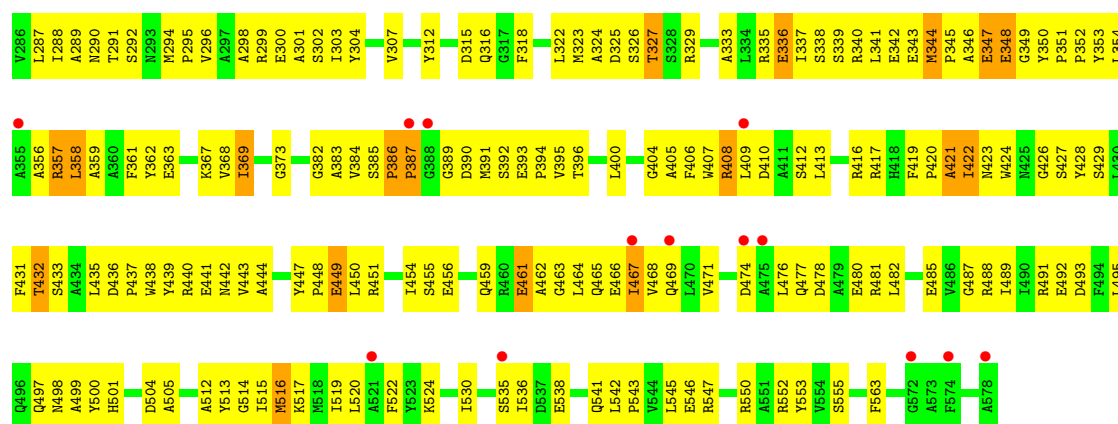 V286 L287 I288 A289 N290 T291 S292 N293 M294 P295 V296 A297 A298 R299 E300 A301 S302 I303 Y304 V307 Y312 D315 Q316 G317 F318 L322 M323 A324 D325 S326 T327 S328 R329 A333 L334 R335 E336 I337 S338 S339 R340 L341 E342 E343 M344 P345 A346 E347 E348 G349 Y350 P351 P352 Y353 L354
A355 A356 R357 L358 A359 A360 F361 Y362 E363 K367 V368 I369 G373 G382 A383 V384 S385 P386 P387 G388 G389 D390 M391 S392 E393 P394 V395 T396 L400 G404 A405 F406 W407 R408 L409 D410 A411 S412 L413 R416 R417 H418 F419 P420 A421 I422 N423 W424 N425 G426 S427 Y428 S429 L430
F431 T432 S433 A434 L435 D436 P437 W438 Y439 R440 E441 N442 V443 A444 Y447 P448 E449 L450 R451 I454 S455 E456 Q459 R460 E461 A462 G463 L464 Q465 E466 I467 V468 Q469 L470 V471 D474 A475 L476 Q477 D478 A479 E480 R481 L482 E485 V486 G487 R488 I489 I490 R491 E492 D493 F494 L495
Q496 Q497 N498 A499 Y500 H501 D504 A505 A512 Y513 G514 I515 M516 K517 M518 I519 L520 A521 F522 Y523 K524 I530 S535 I536 D537 E538 Q541 L542 P543 V544 L545 E546 R547 R550 A551 R552 Y553 V554 S555 F563 G572 A573 F574 A578